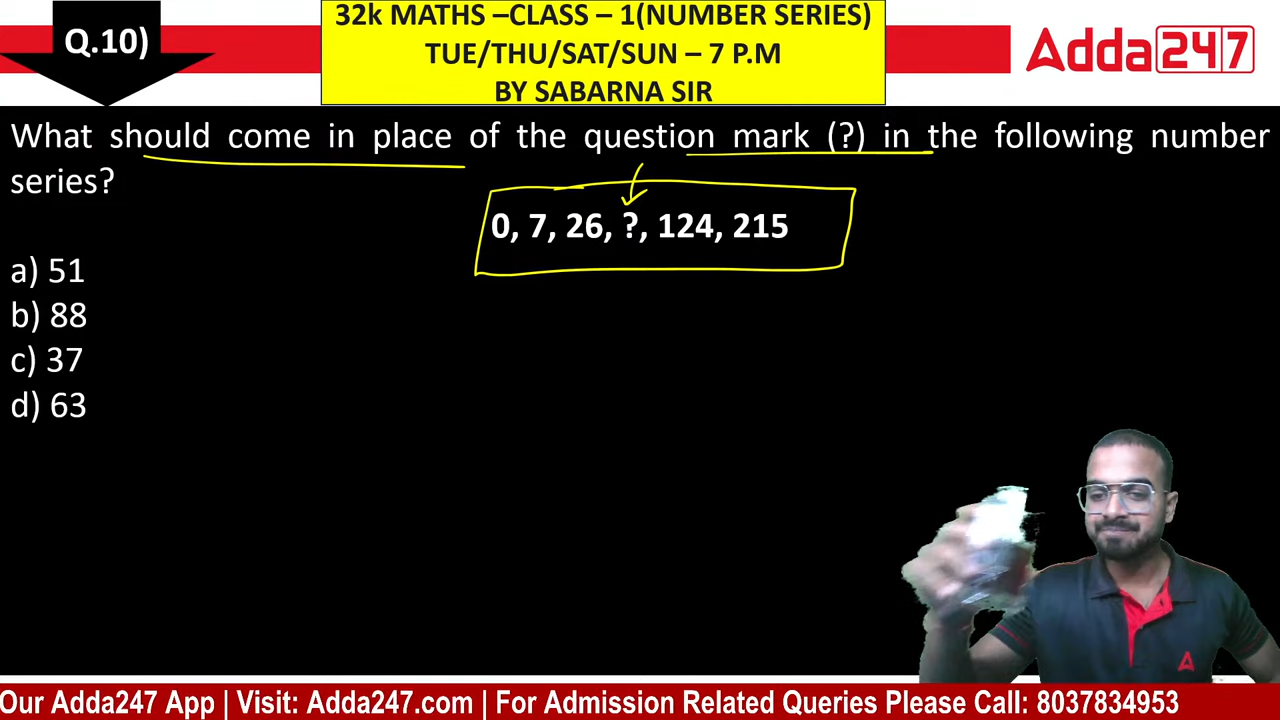 Q.10)
32k MATHS –CLASS – 1(NUMBER SERIES)
TUE/THU/SAT/SUN – 7 P.M
BY SABARNA SIR
Adda247
What should come in place of the question mark (?) in the following number
series?
0, 7, 26, ?, 124, 215
a) 51
b) 88
c) 37
d) 63
Our Adda247 App | Visit: Adda247.com | For Admission Related Queries Please Call: 8037834953